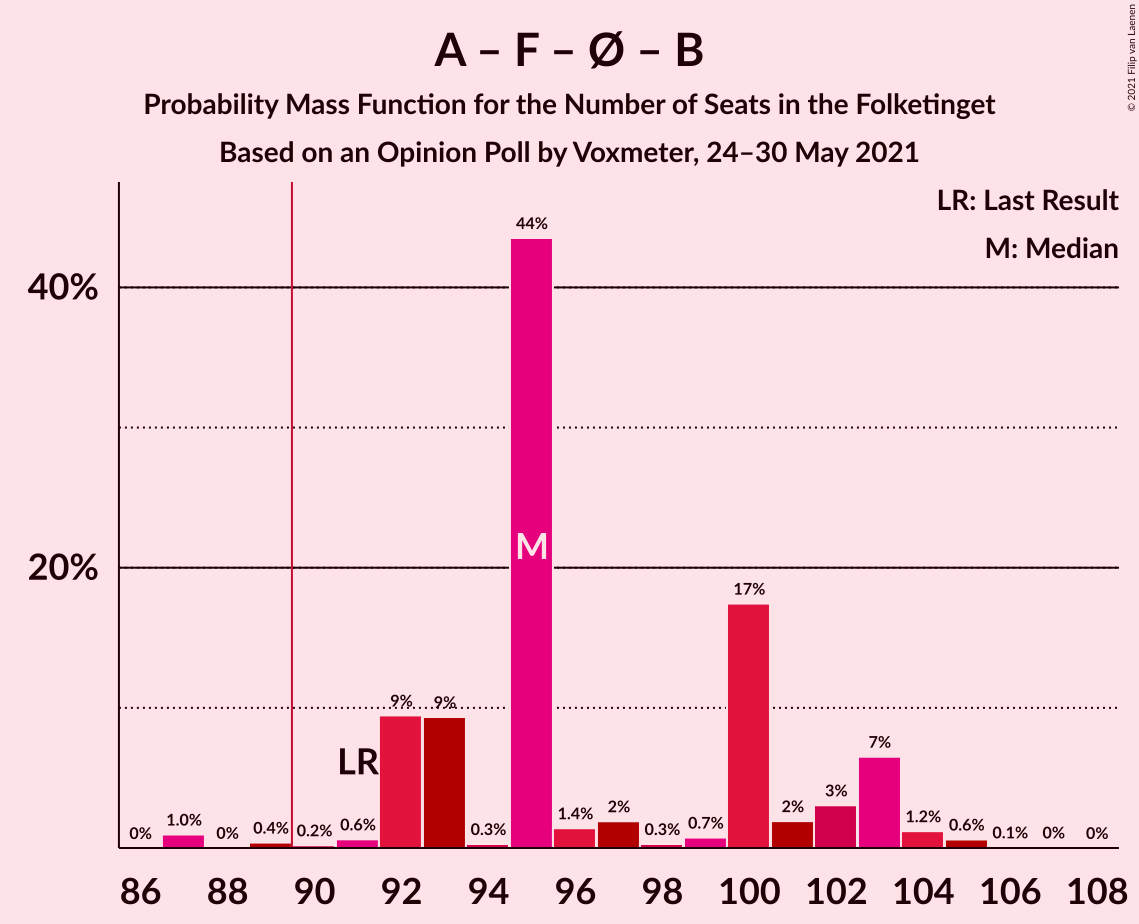 A – F – Ø – B
Probability Mass Function for the Number of Seats in the Folketinget
Based on an Opinion Poll by Voxmeter, 24–30 May 2021
© 2021 Filip van Laenen
LR: Last Result
M: Median
40%
20%
0%
1.0%
0%
0.4%
0.2%
0.6%
9%
9%
0.3%
44%
1.4%
2%
0.3%
0.7%
17%
2%
3%
7%
1.2%
0.6%
0.1%
0%
0%
LR
M
86 88 90 92 94 96 98 100 102 104 106 108